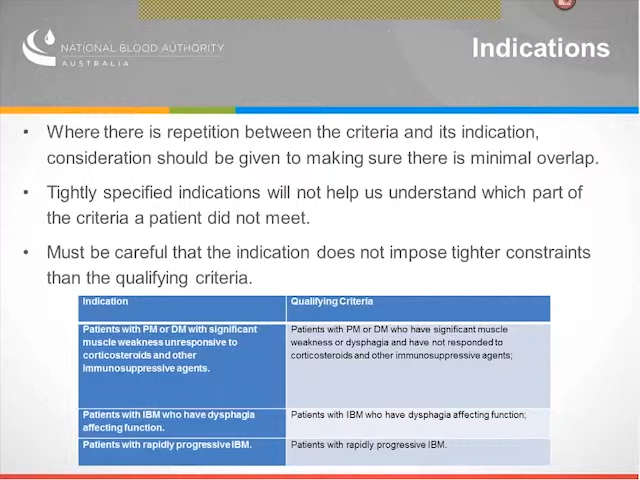 NATIONAL BLOOD AUTHORITY
AUSTRALIA
Indications
• Where there is repetition between the criteria and its indication,
consideration should be given to making sure there is minimal overlap.
• Tightly specified indications will not help us understand which part of
the criteria a patient did not meet.
• Must be careful that the indication does not impose tighter constraints
than the qualifying criteria.
Indication
Qualifying Criteria
Patients with PM or DM with significant
muscle weakness unresponsive to
corticosteroids and other
immunosuppressive agents.
Patients with PM or DM who have significant muscle
weakness or dysphagia and have not responded to
corticosteroids and other immunosuppressive agents;
Patients with IBM who have dysphagia
affecting function.
Patients with IBM who have dysphagia affecting function;
Patients with rapidly progressive IBM.
Patients with rapidly progressive IBM.